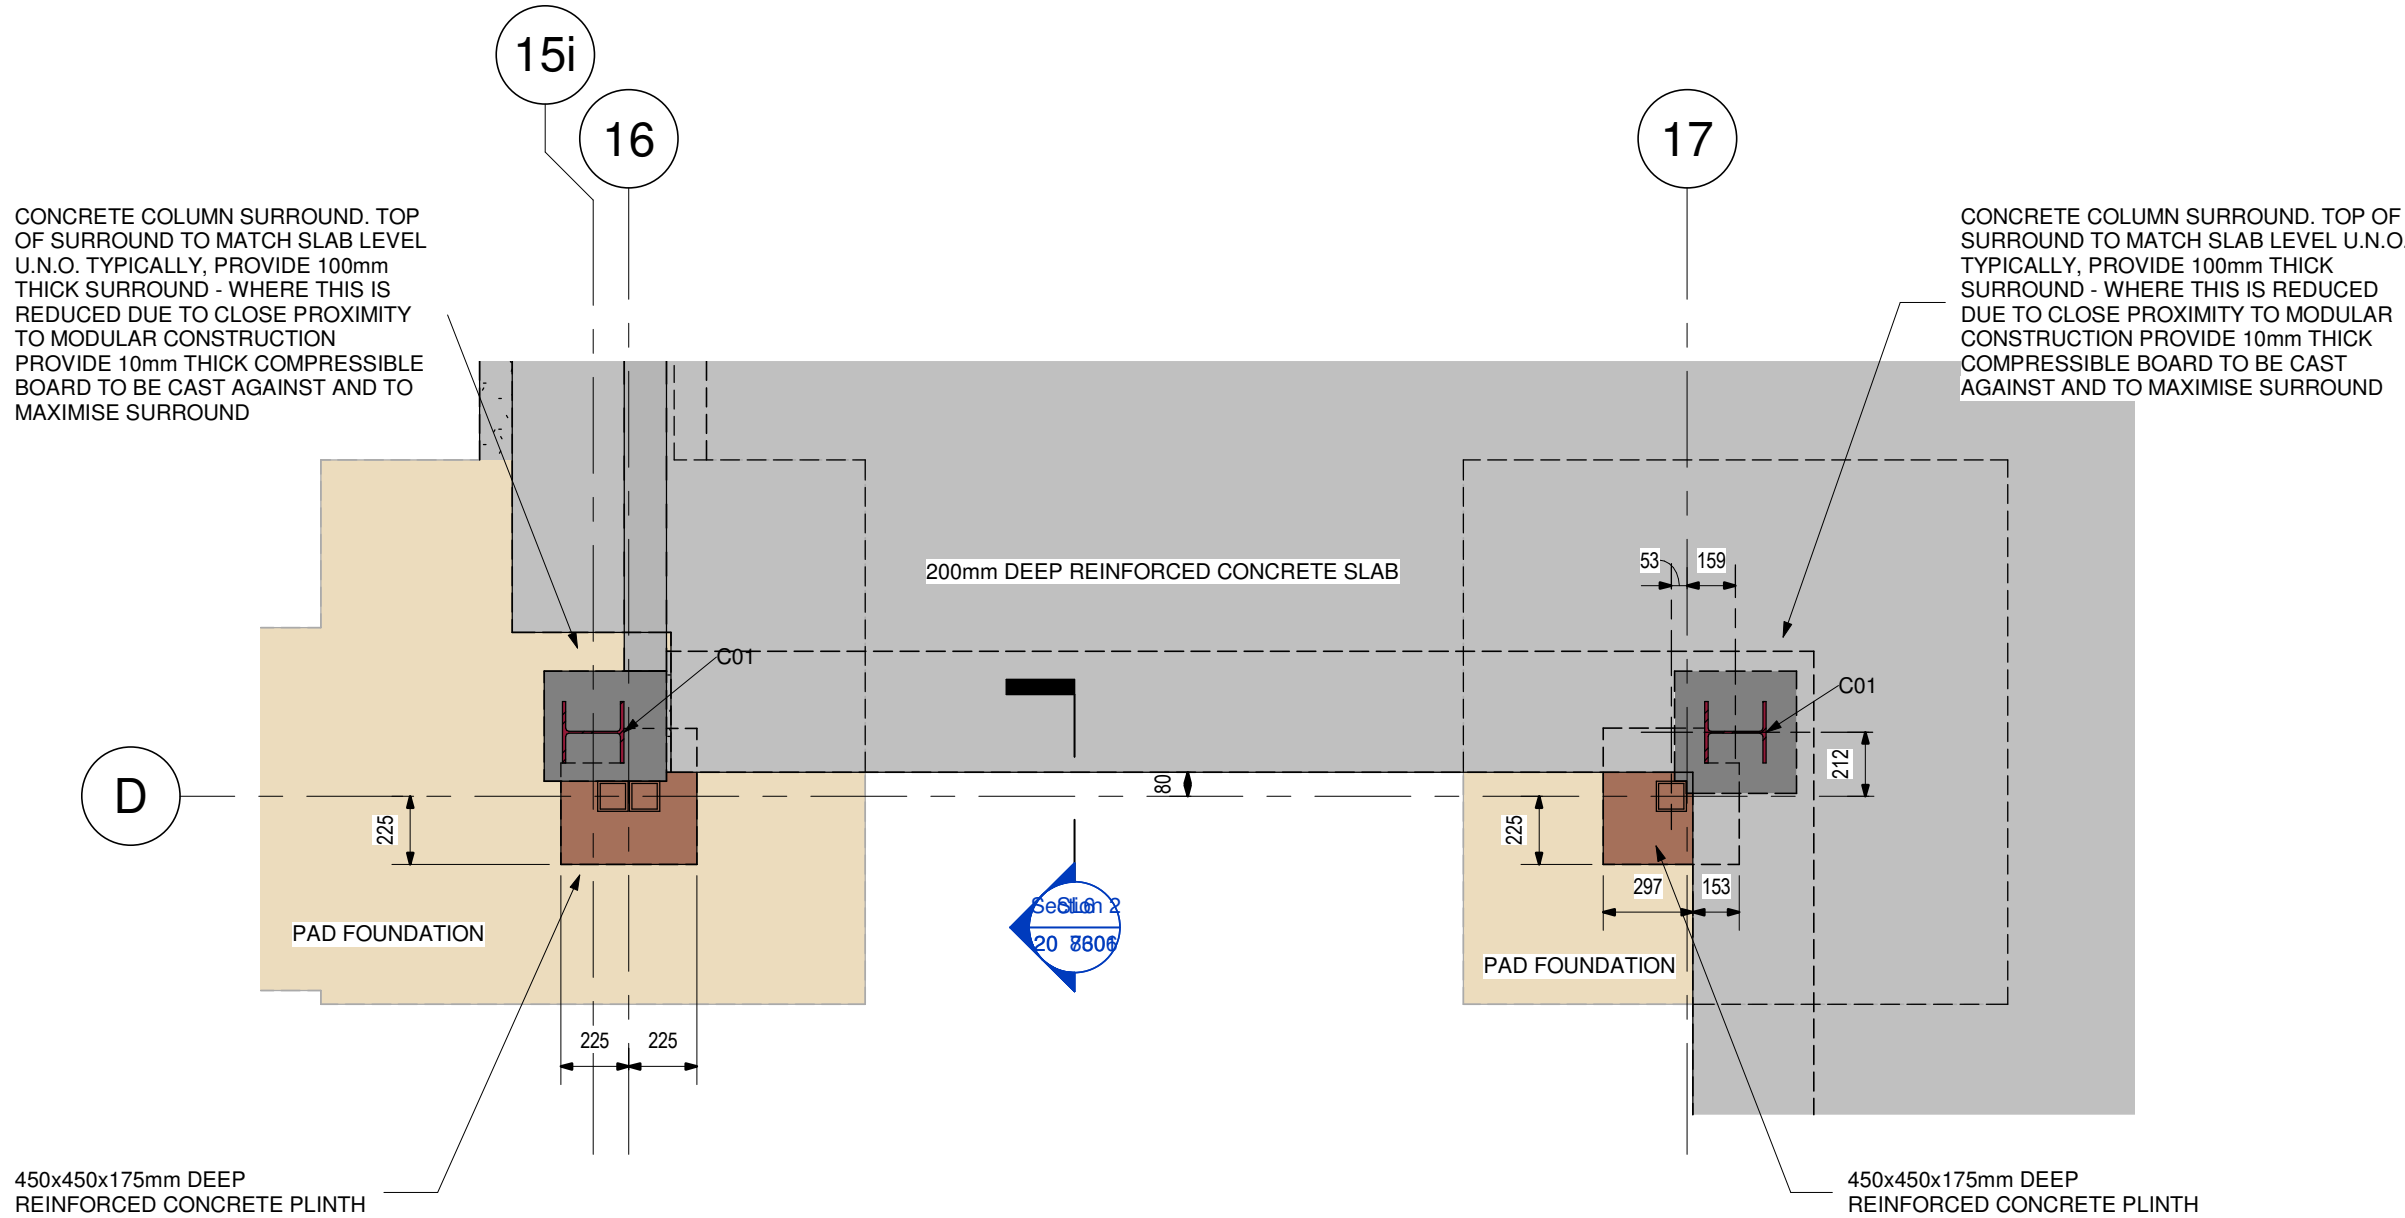 15i
16
17
CONCRETE COLUMN SURROUND. TOP
OF SURROUND TO MATCH SLAB LEVEL
U.N.O. TYPICALLY, PROVIDE 100mm
THICK SURROUND - WHERE THIS IS
REDUCED DUE TO CLOSE PROXIMITY
TO MODULAR CONSTRUCTION
PROVIDE 10mm THICK COMPRESSIBLE
BOARD TO BE CAST AGAINST AND TO
MAXIMISE SURROUND
CONCRETE COLUMN SURROUND. TOP OF
SURROUND TO MATCH SLAB LEVEL U.N.O.
TYPICALLY, PROVIDE 100mm THICK
SURROUND - WHERE THIS IS REDUCED
DUE TO CLOSE PROXIMITY TO MODULAR
CONSTRUCTION PROVIDE 10mm THICK
COMPRESSIBLE BOARD TO BE CAST
AGAINST AND TO MAXIMISE SURROUND
200mm DEEP REINFORCED CONCRETE SLAB
53
159
C01
C01
212
D
80
225
225
297
153
PAD FOUNDATION
PAD FOUNDATION
225
225
450x450x175mm DEEP
REINFORCED CONCRETE PLINTH
450x450x175mm DEEP
REINFORCED CONCRETE PLINTH